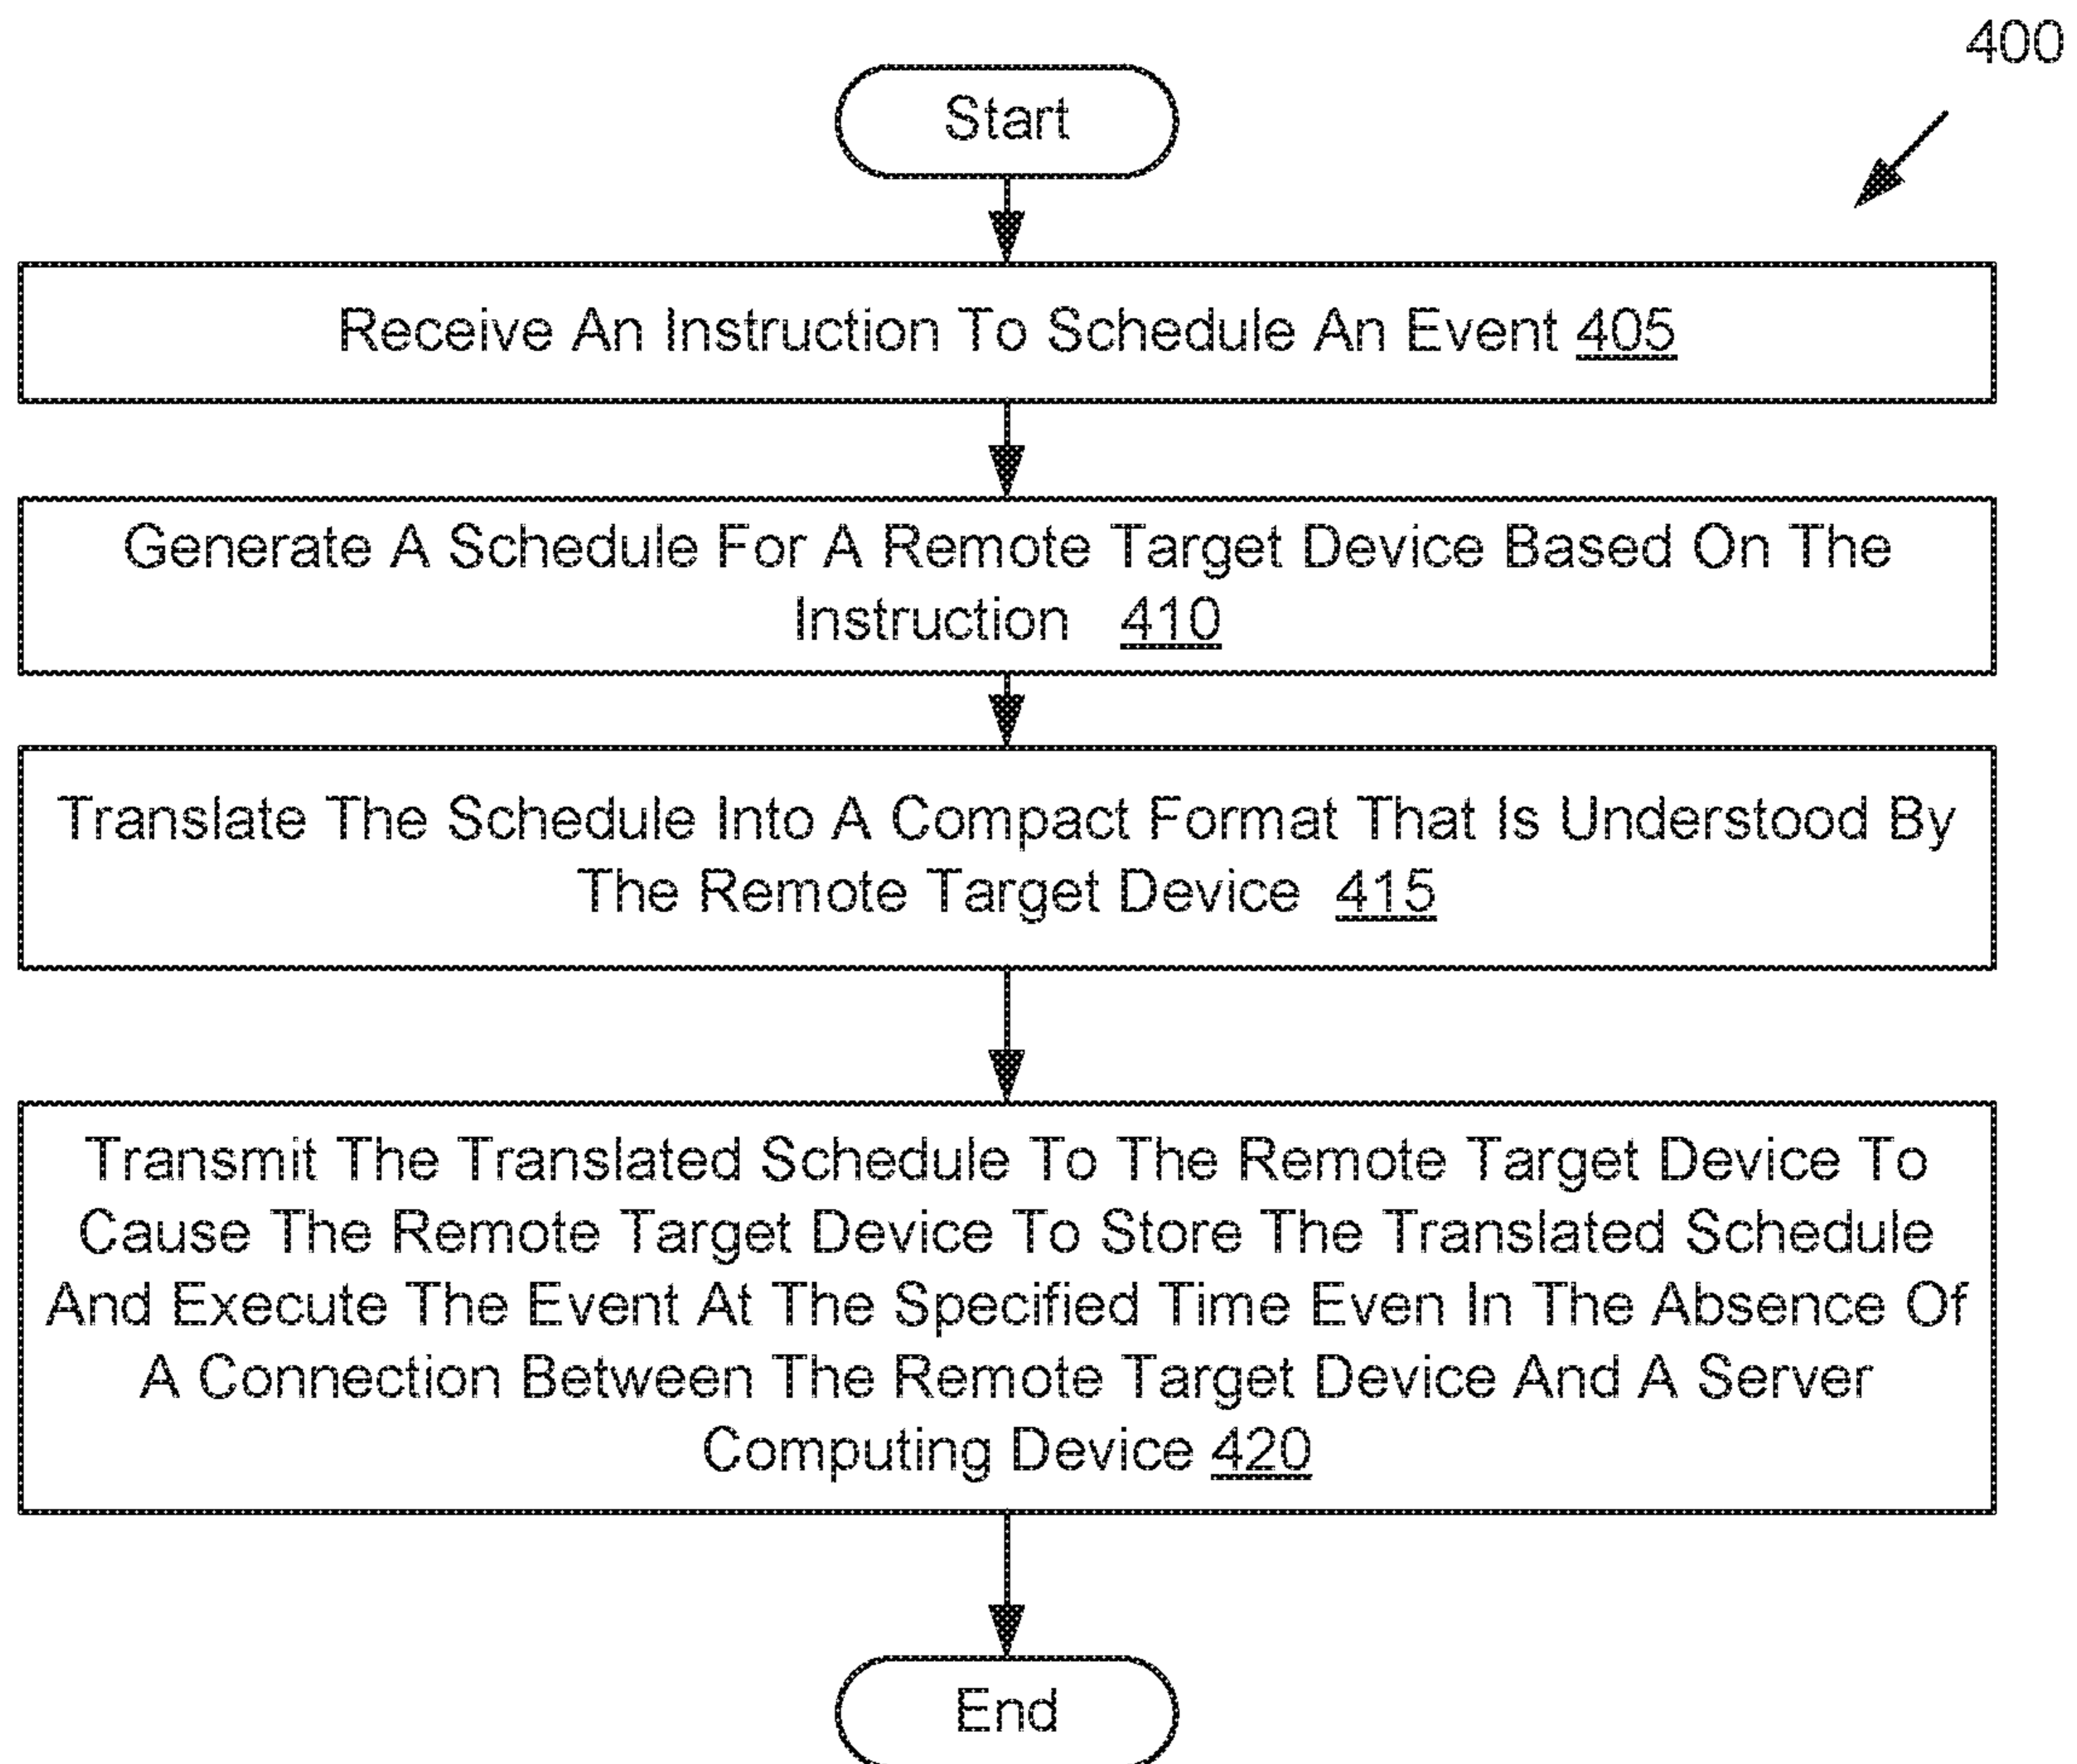 400
Start
Receive An Instruction To Schedule An Event 405
Generate A Schedule For A Remote Target Device Based On The
Instruction 410
Translate The Schedule Into A Compact Format That Is Understood By
The Remote Target Device 415
Transmit The Translated Schedule To The Remote Target Device To
Cause The Remote Target Device To Store The Translated Schedule
And Execute The Event At The Specified Time Even In The Absence Of
A Connection Between The Remote Target Device And A Server
Computing Device 420
End